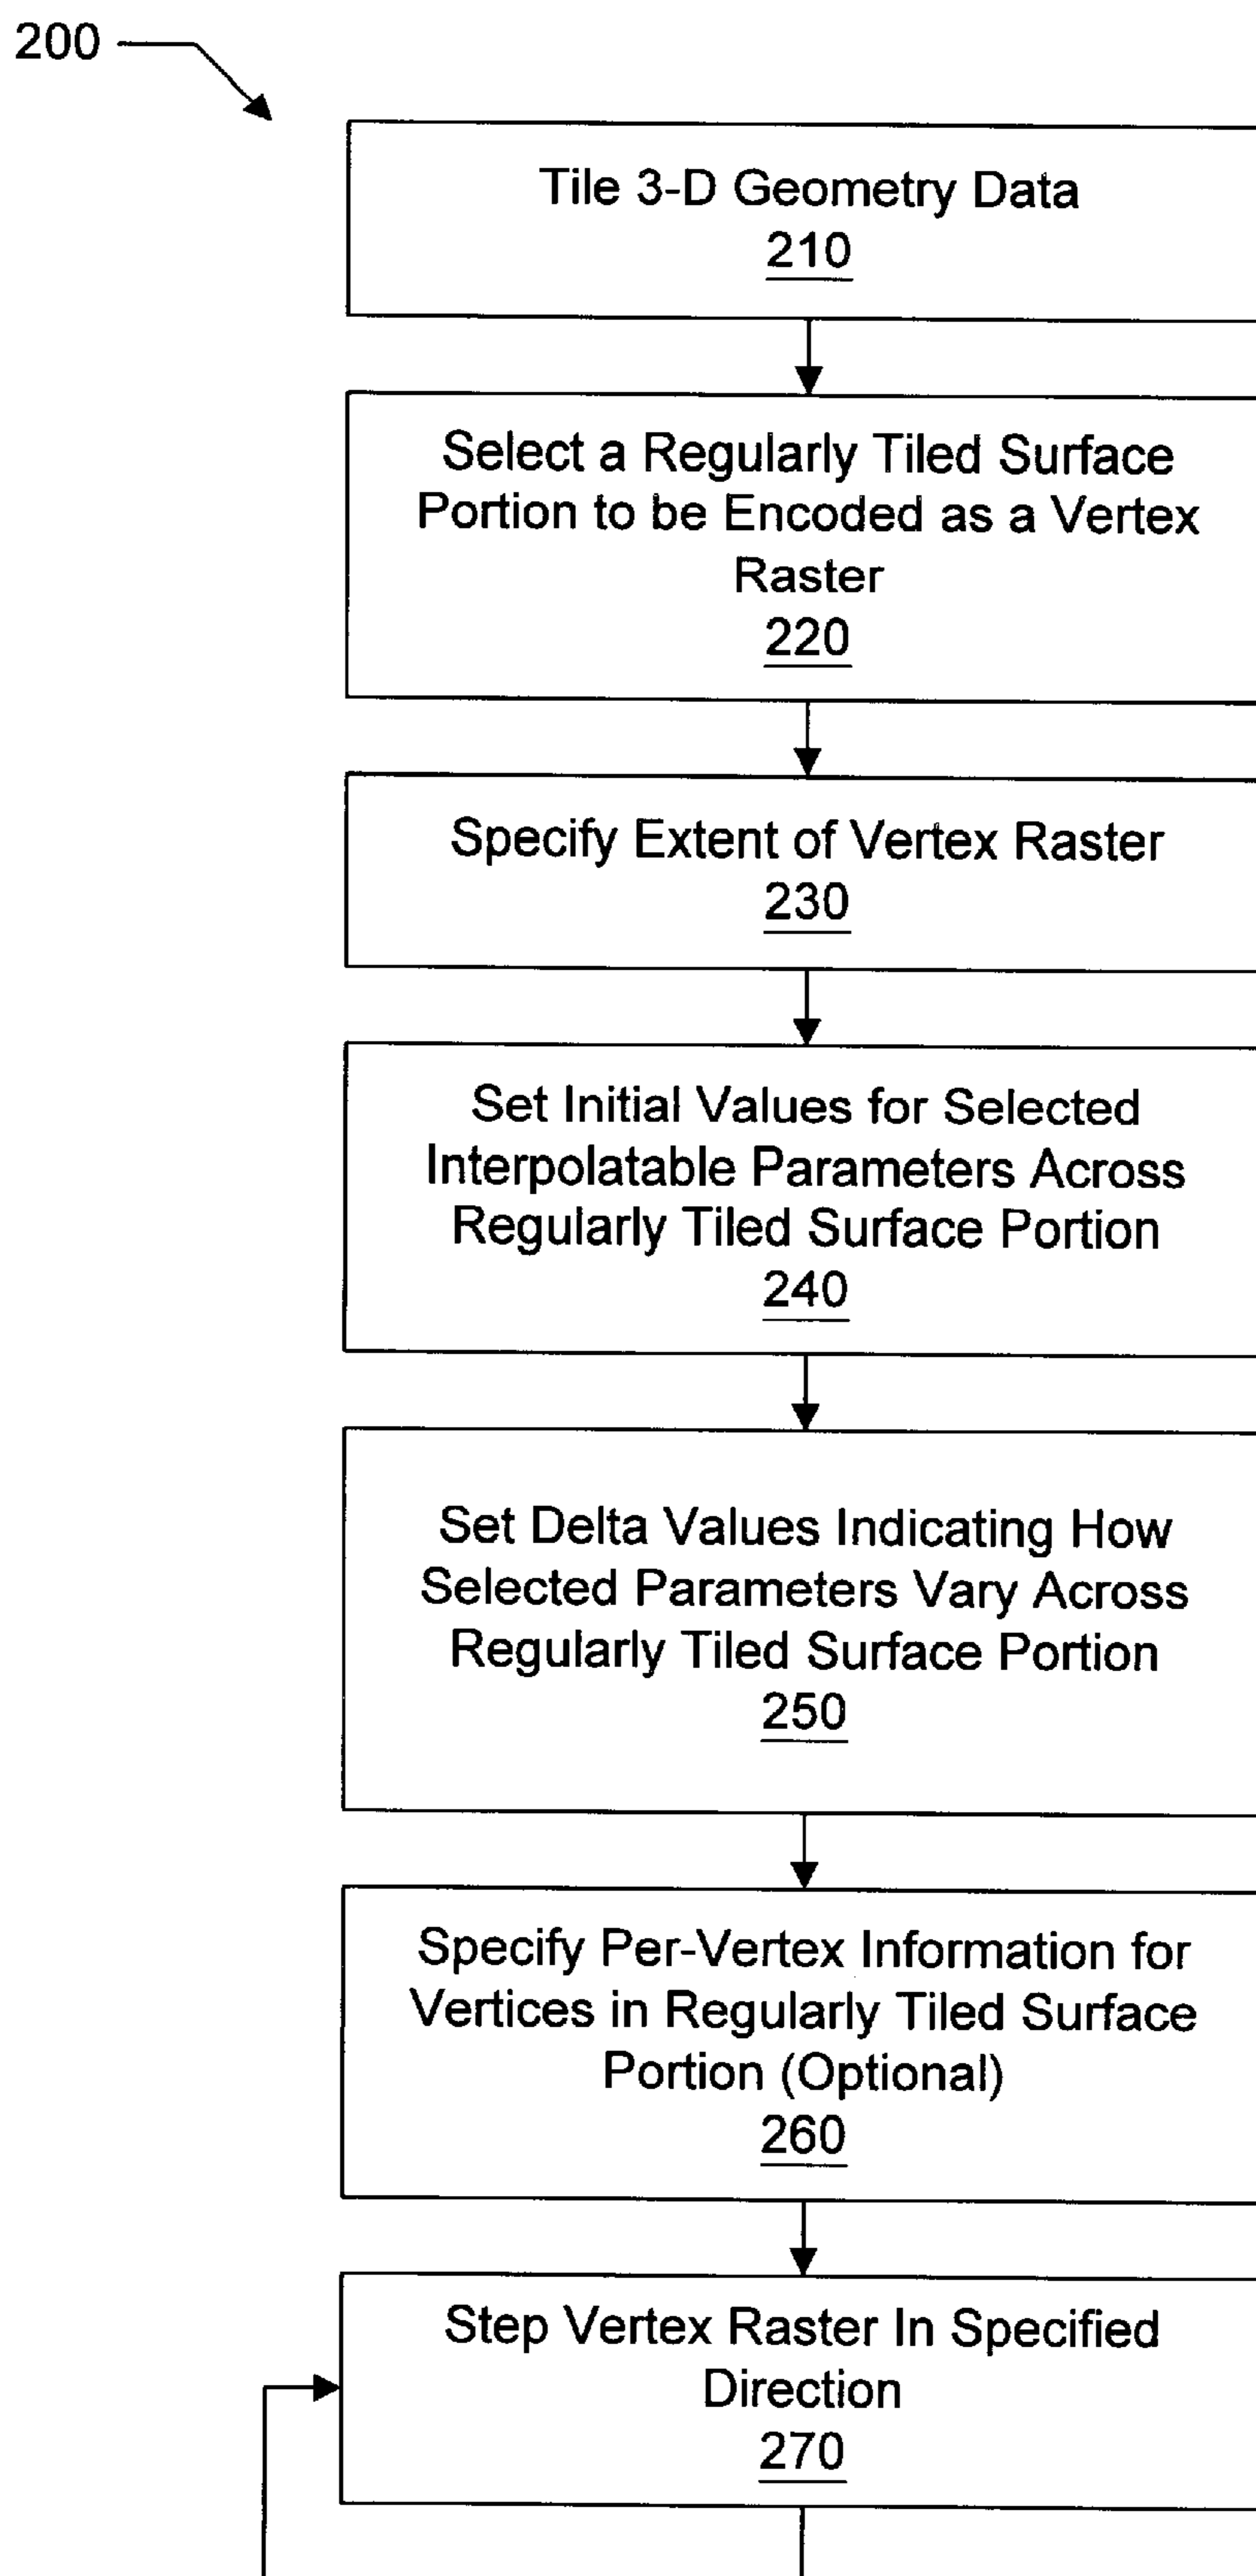 200
Tile 3-D Geometry Data
210
Select a Regularly Tiled Surface
Portion to be Encoded as a Vertex
Raster
220
Specify Extent of Vertex Raster
230
Set Initial Values for Selected
Interpolatable Parameters Across
Regularly Tiled Surface Portion
240
Set Delta Values Indicating How
Selected Parameters Vary Across
Regularly Tiled Surface Portion
250
Specify Per-Vertex Information for
Vertices in Regularly Tiled Surface
Portion (Optional)
260
Step Vertex Raster In Specified
Direction
270